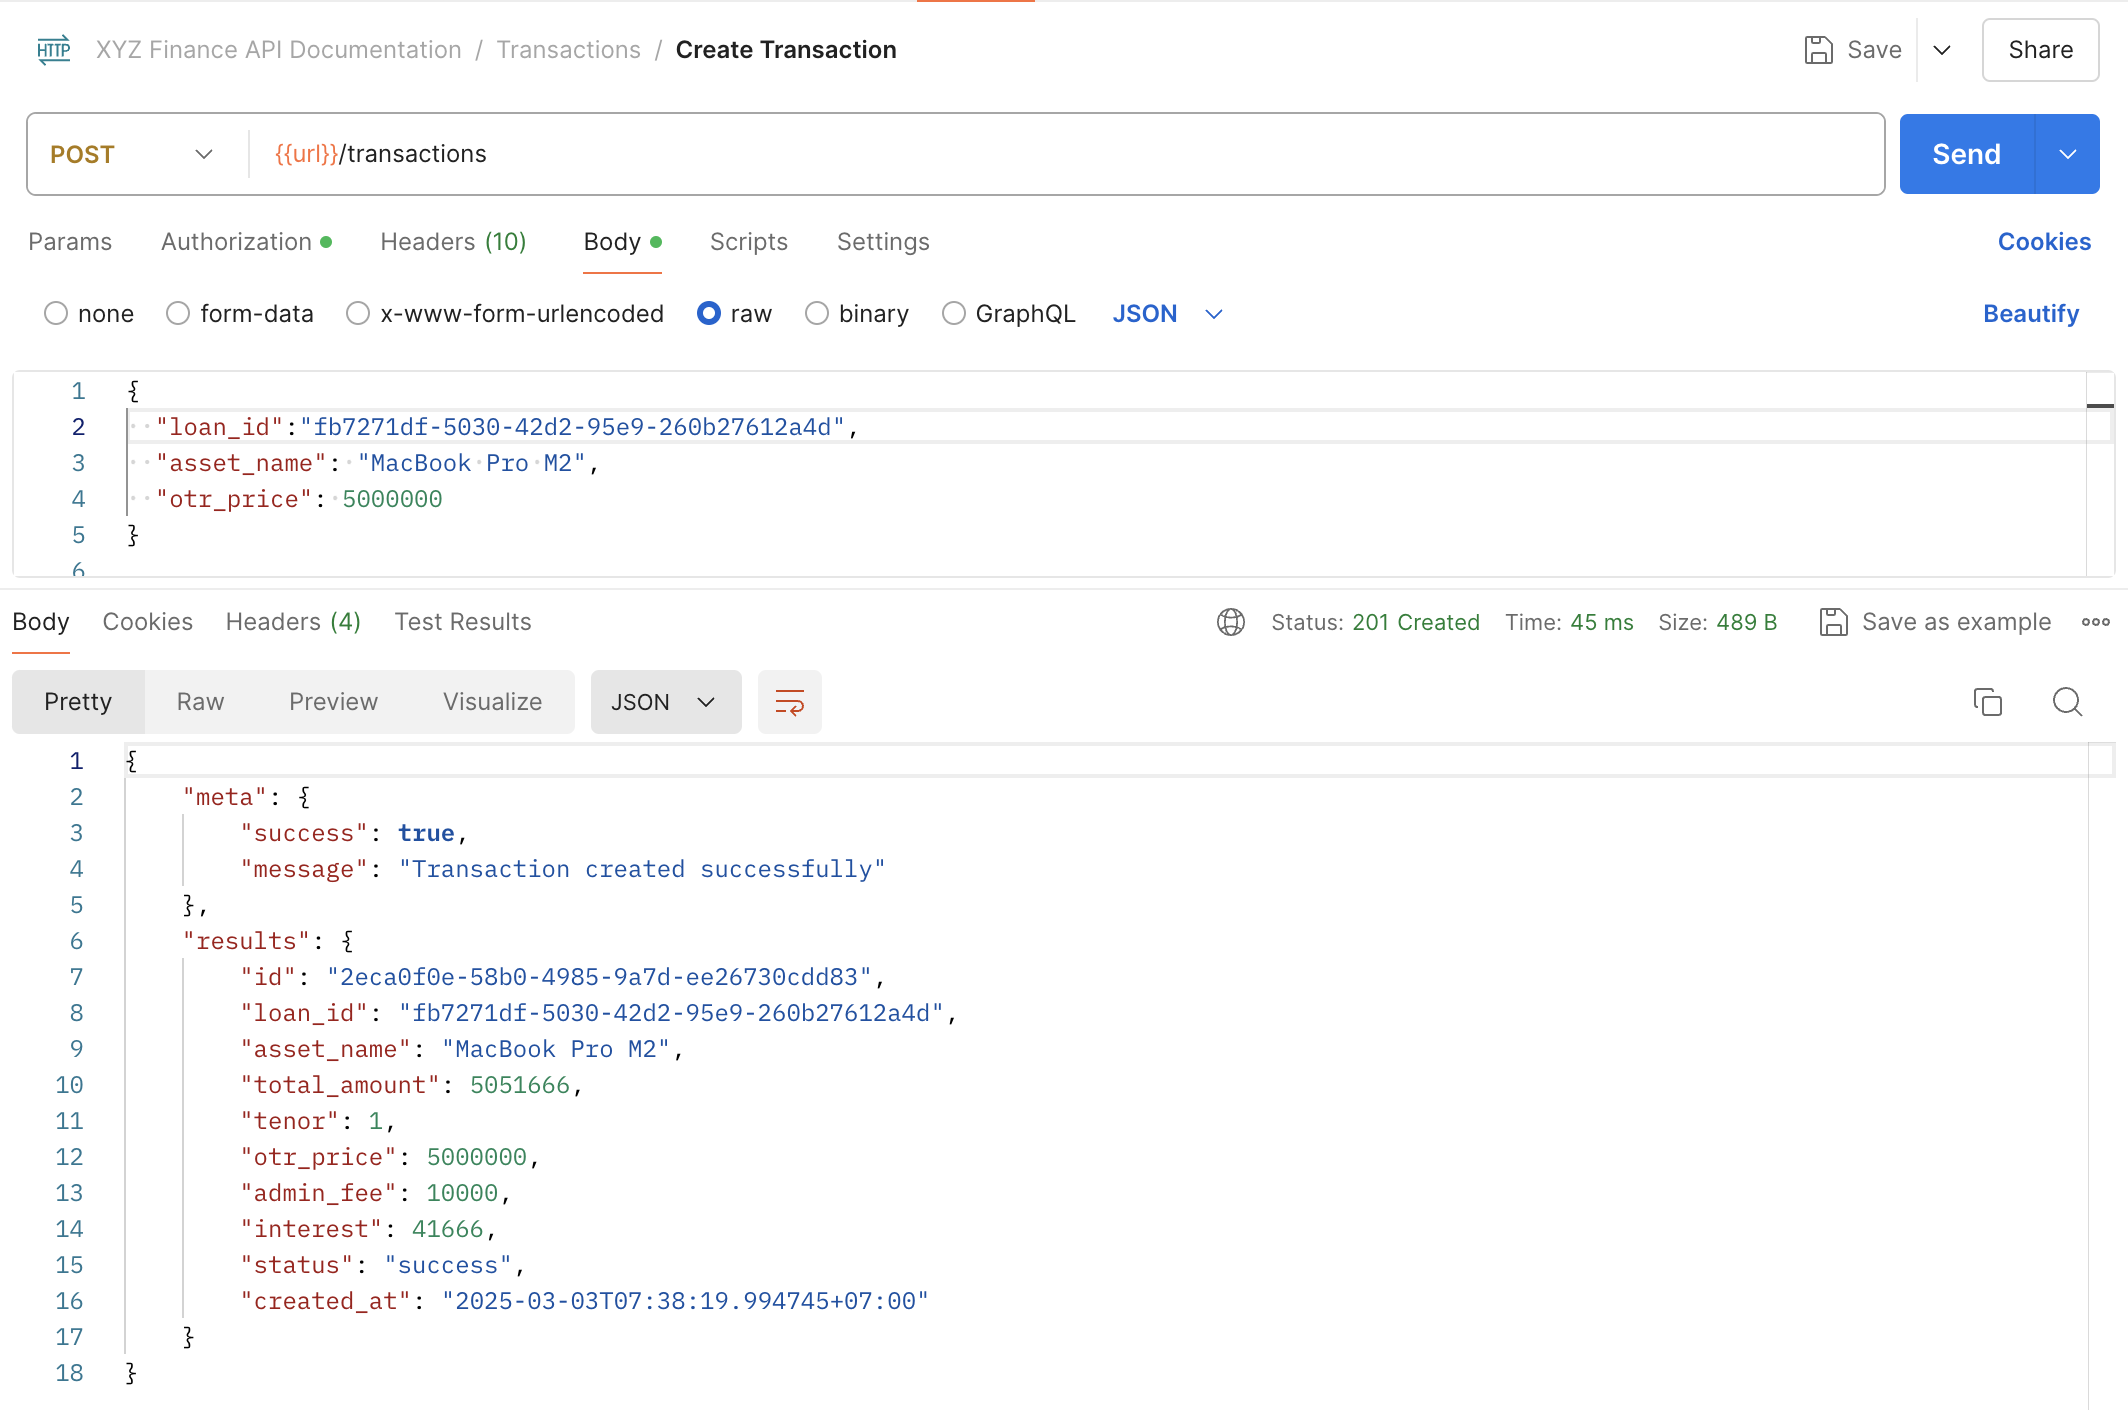 HTTP XYZ Finance API Documentation / Transactions / Create Transaction Save Share
POST {{url}}/transactions Send
Params Authorization Headers (10) Body Scripts Settings Cookies
none form-data x-www-form-urlencoded raw binary GraphQL JSON Beautify
1 {
2 "loan_id":"fb7271df-5030-42d2-95e9-260b27612a4d",
3 "asset_name": "MacBook Pro M2",
4 "otr_price": 5000000
5 }
6
Body Cookies Headers (4) Test Results Status: 201 Created Time: 45 ms Size: 489 B Save as example
Pretty Raw Preview Visualize JSON
1 {
2 "meta": {
3 "success": true,
4 "message": "Transaction created successfully"
5 },
6 "results": {
7 "id": "2eca0f0e-58b0-4985-9a7d-ee26730cdd83",
8 "loan_id": "fb7271df-5030-42d2-95e9-260b27612a4d",
9 "asset_name": "MacBook Pro M2",
10 "total_amount": 5051666,
11 "tenor": 1,
12 "otr_price": 5000000,
13 "admin_fee": 10000,
14 "interest": 41666,
15 "status": "success",
16 "created_at": "2025-03-03T07:38:19.994745+07:00"
17 }
18 }